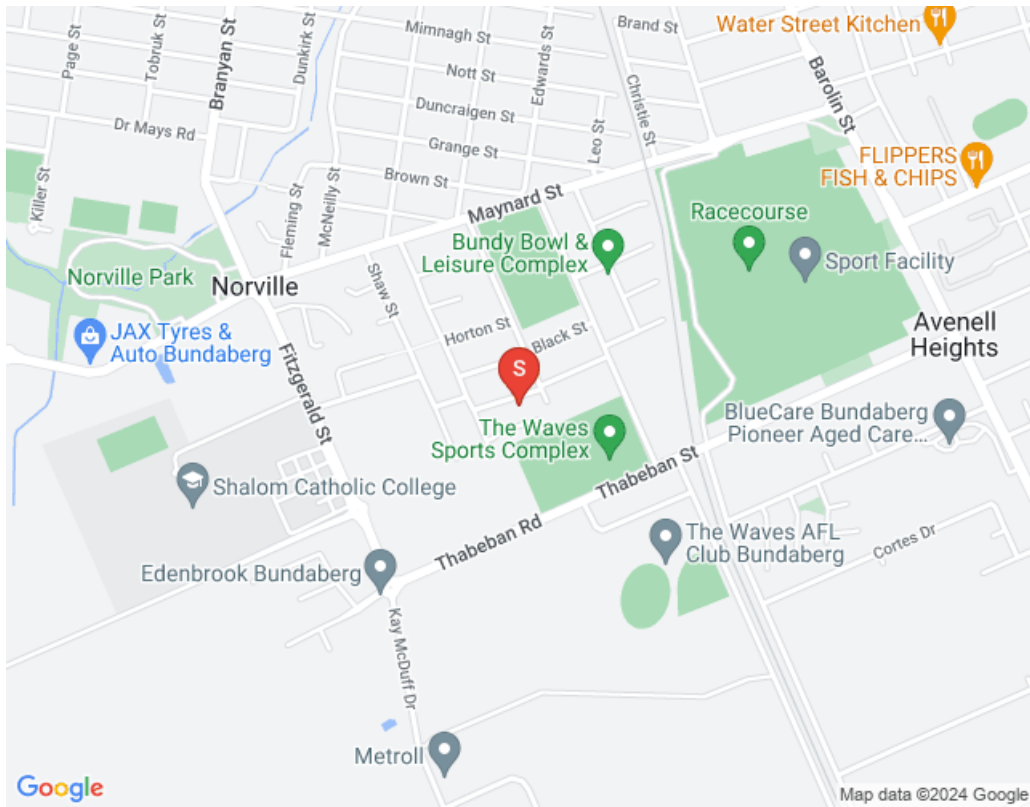 Mimnagh St
Brand St
Water Street Kitchen
Page St
Tobruk St
Branyan St
Dunkirk St
Nott St
Edwards St
Christie St
Barolin St
Duncraigen St
Dr Mays Rd
Grange St
Leo St
FLIPPERS
FISH & CHIPS
Brown St
Killer St
Fleming St
McNeilly St
Maynard St
Racecourse
Bundy Bowl &
Leisure Complex
Sport Facility
Norville Park
Norville
Shaw St
JAX Tyres &
Auto Bundaberg
Horton St
Black St
Avenell
Heights
Fitzgerald St
S
BlueCare Bundaberg
Pioneer Aged Care...
The Waves
Sports Complex
Thabeban St
Shalom Catholic College
Thabeban Rd
The Waves AFL
Club Bundaberg
Cortes Dr
Edenbrook Bundaberg
Kay McDuff Dr
Metroll
Google
Map data ©2024 Google